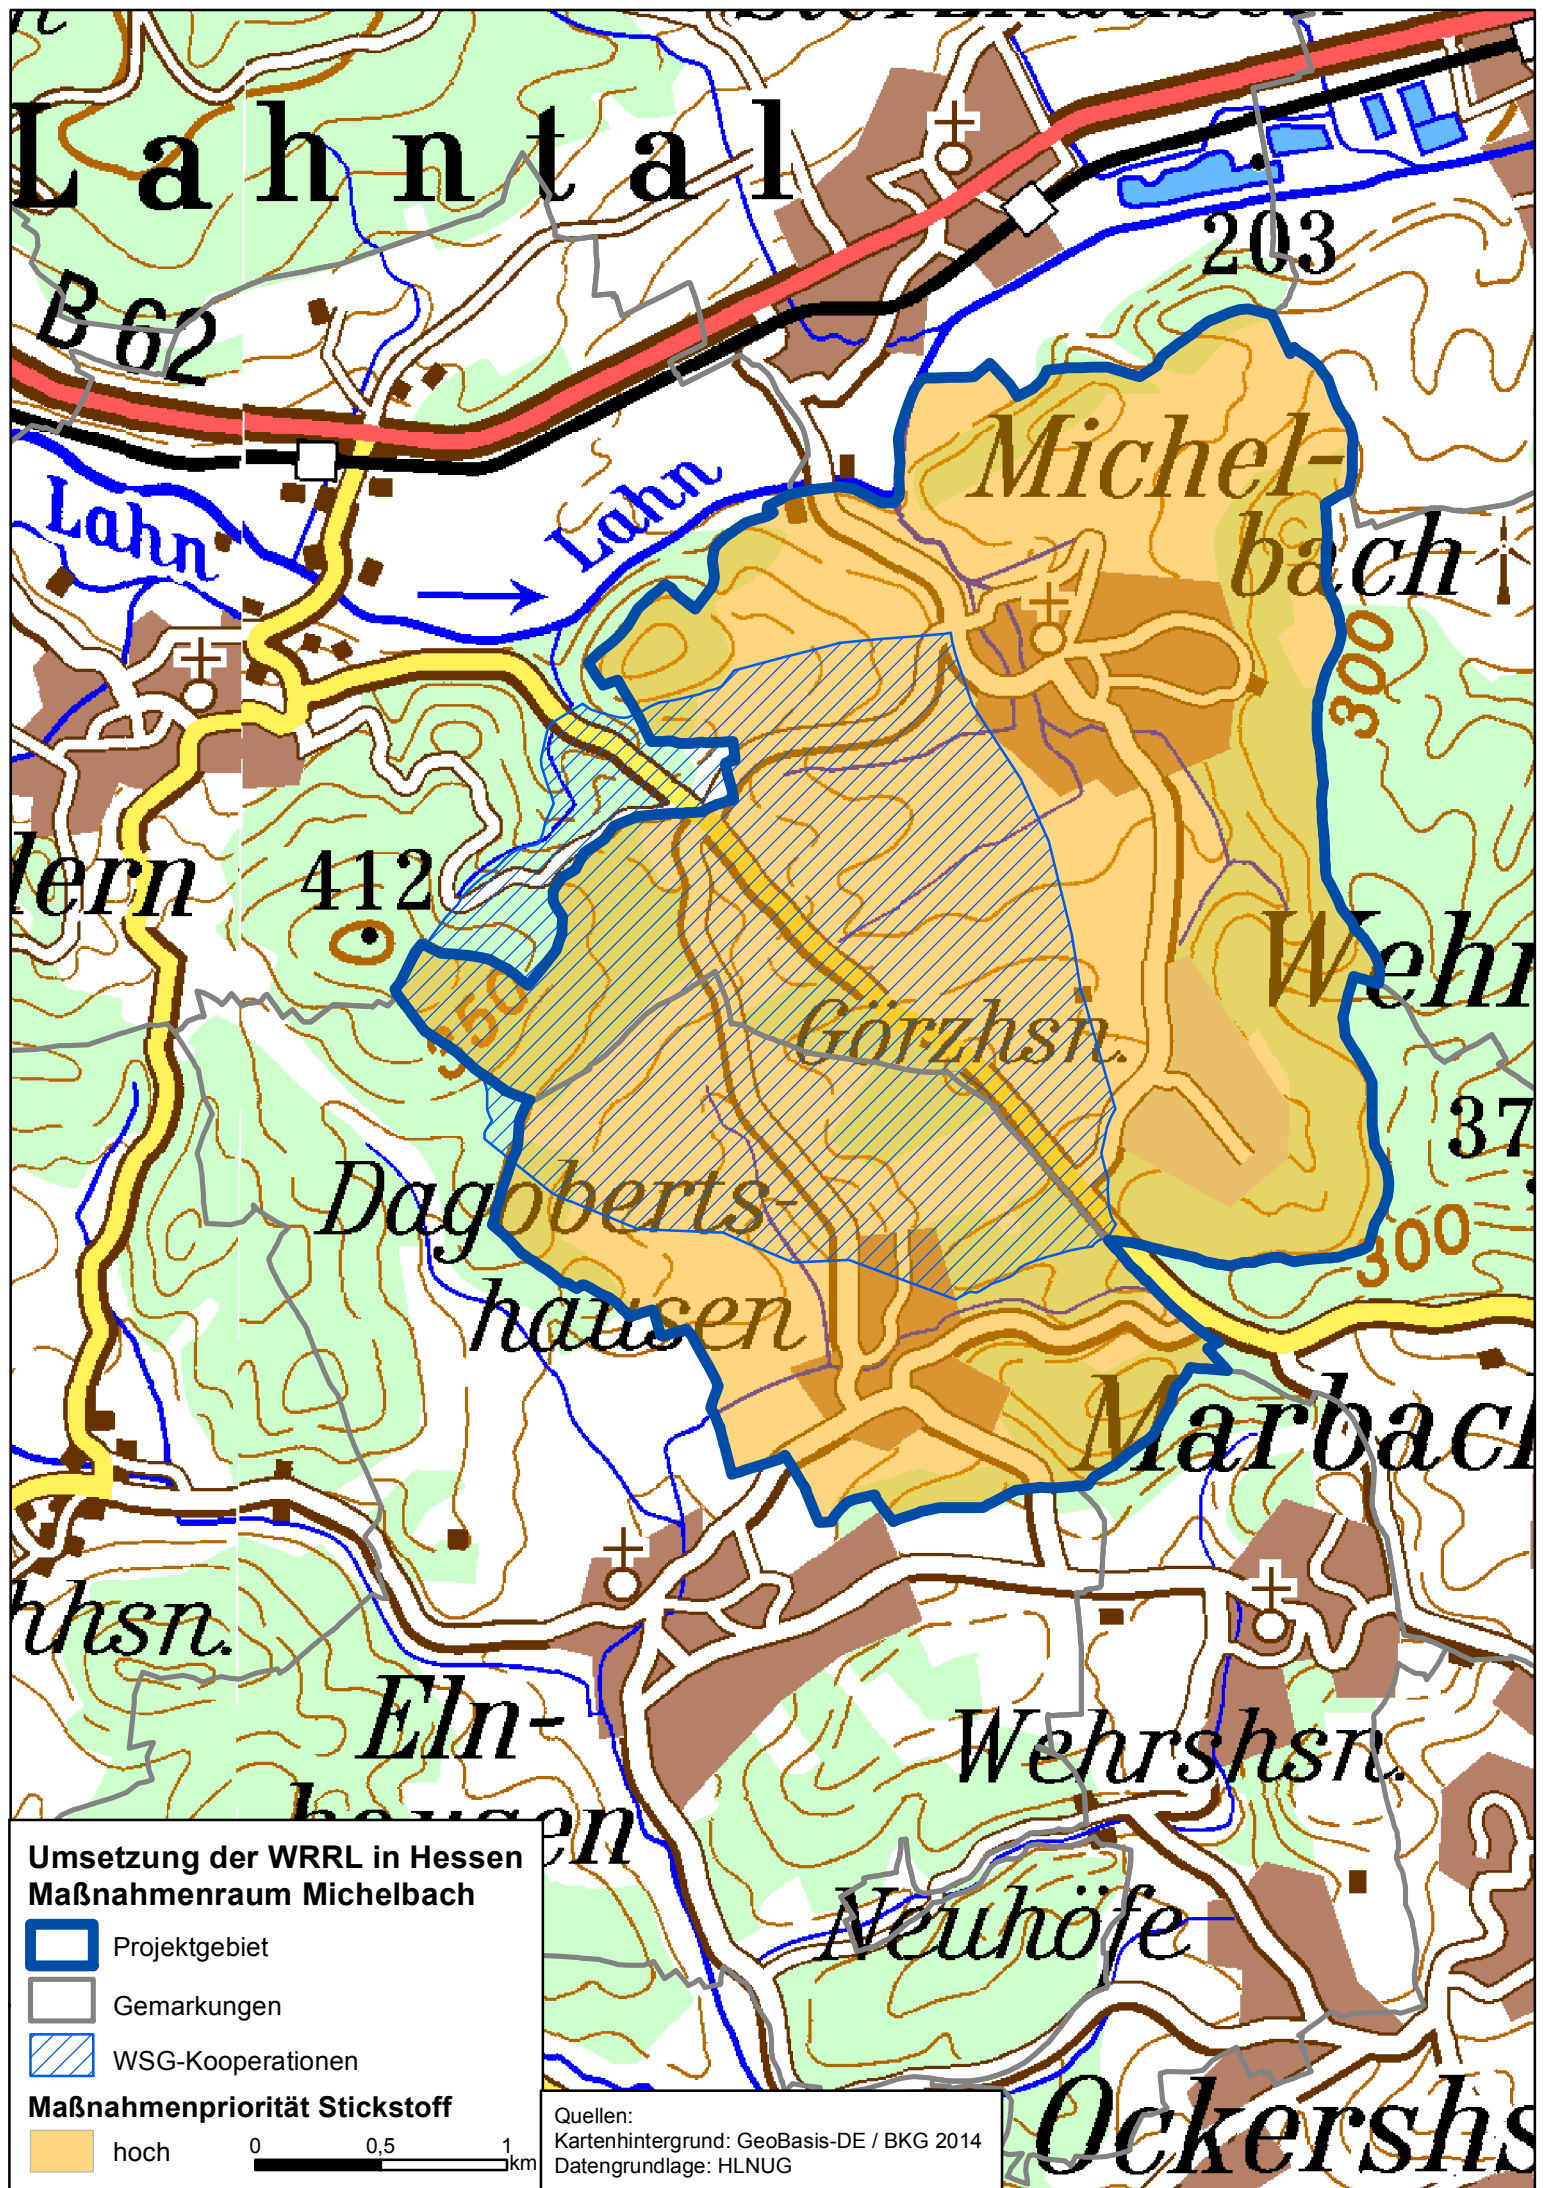 Lahntal
203
B 62
Michel-
bach
Lahn
Lahn
300
412
Wehr
350
Görzhsn.
37
Dagoberts-
hausen
300
Marbach
hhsn.
Eln-
hausen
Wehrshsn.
Neuhöfe
Ockershs
Umsetzung der WRRL in Hessen
Maßnahmenraum Michelbach
Projektgebiet
Gemarkungen
WSG-Kooperationen
Maßnahmenpriorität Stickstoff
hoch
0 0,5 1
km
Quellen:
Kartenhintergrund: GeoBasis-DE / BKG 2014
Datengrundlage: HLNUG